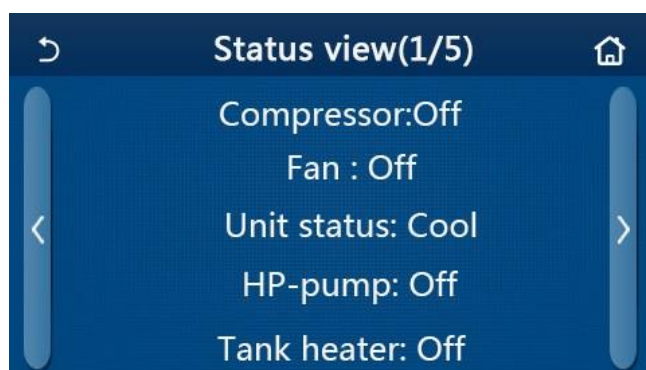 Status view(1/5)
Compressor:Off
Fan : Off
Unit status: Cool
HP-pump: Off
Tank heater: Off